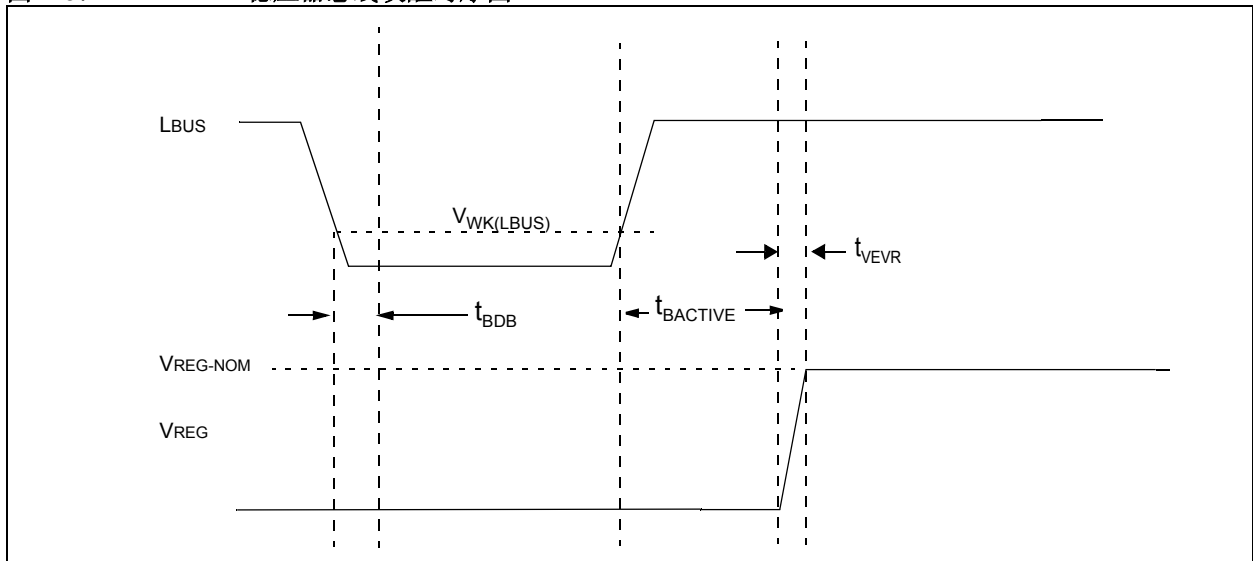 LBUS
VWK(LBUS)
tVEVR
tBDB
tBACTIVE
VREG-NOM
VREG